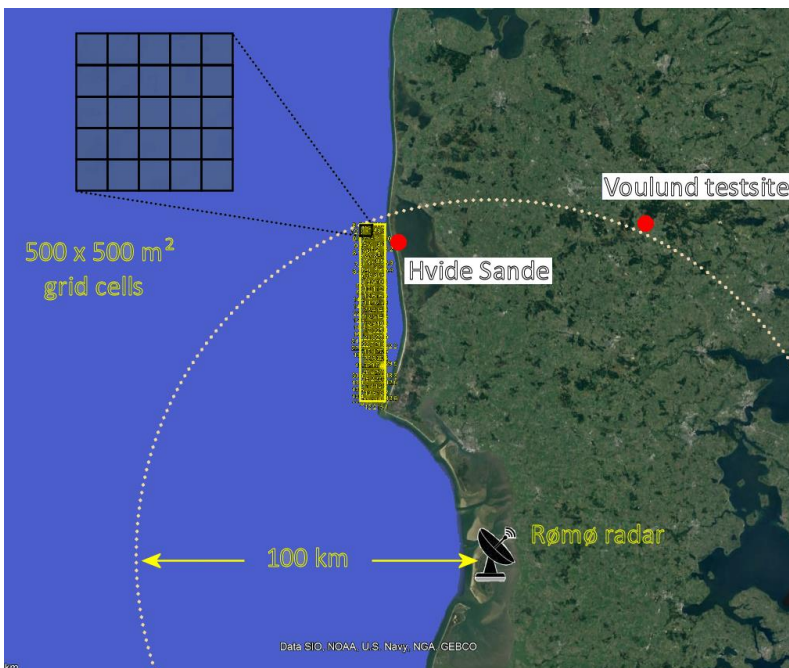 Voulund testsite
500 x 500 m²
grid cells
Hvide Sande
Rømø radar
100 km
Data SIO, NOAA, U.S. Navy, NGA, GEBCO
km